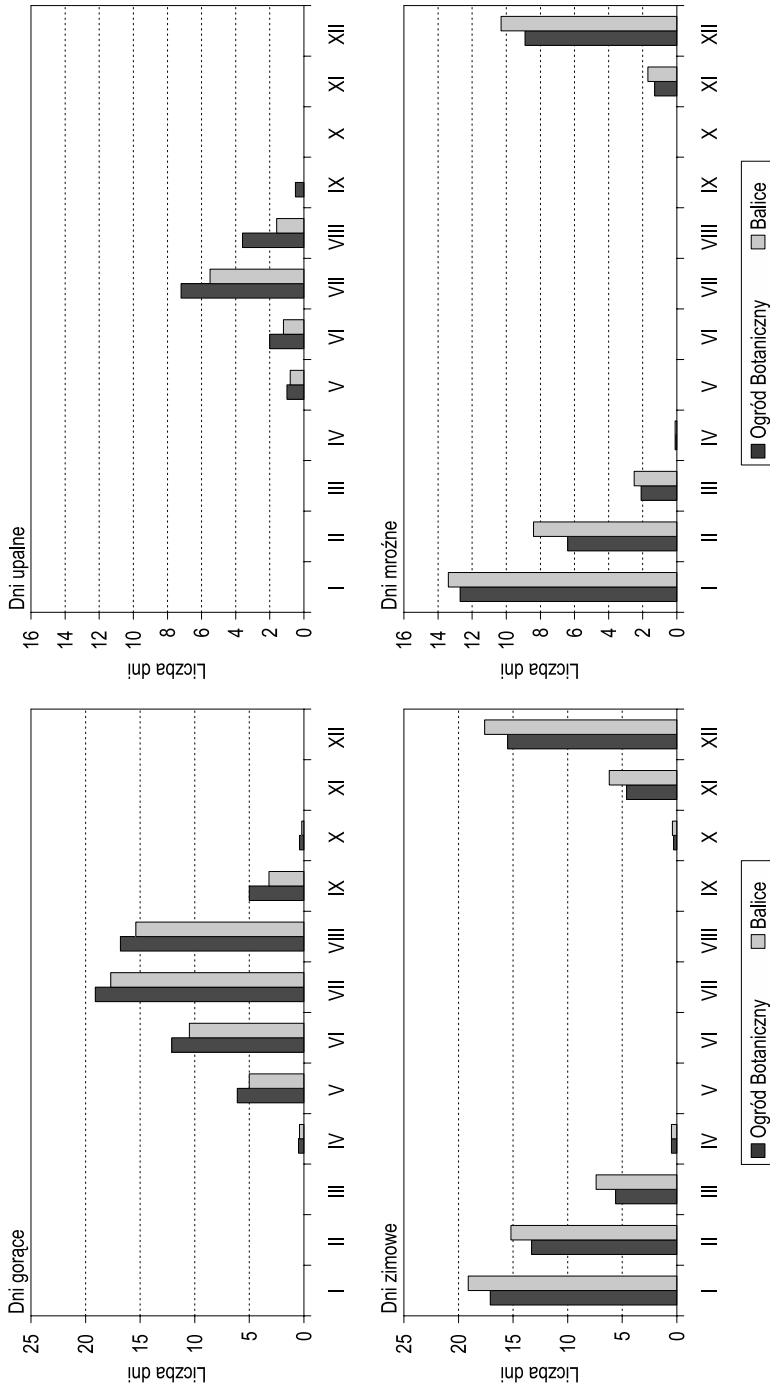 Dni gorące
Liczba dni
25
20
15
10
5
0
I II III IV V VI VII VIII IX X XI XII
Dni upalne
Liczba dni
16
14
12
10
8
6
4
2
0
I II III IV V VI VII VIII IX X XI XII
Dni zimowe
Liczba dni
25
20
15
10
5
0
I II III IV V VI VII VIII IX X XI XII
Ogród Botaniczny Balice
Dni mroźne
Liczba dni
16
14
12
10
8
6
4
2
0
I II III IV V VI VII VIII IX X XI XII
Ogród Botaniczny Balice